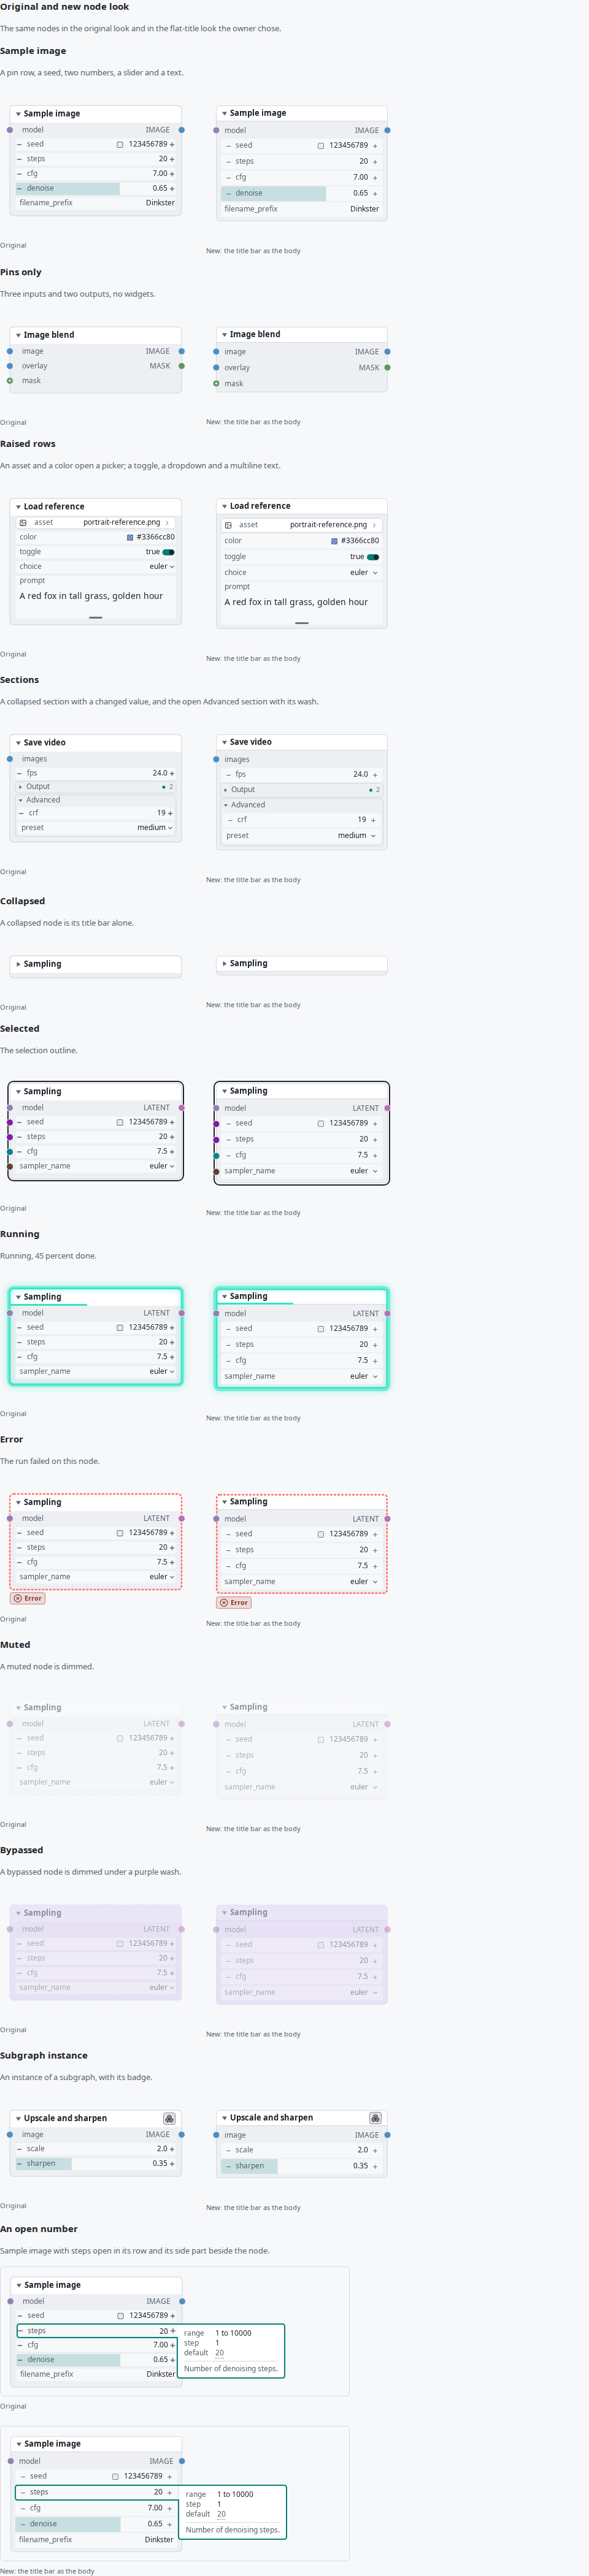 Original and new node look
The same nodes in the original look and in the flat-title look the owner chose.
Sample image
A pin row, a seed, two numbers, a slider and a text.
Sample image
model IMAGE
seed 123456789 +
steps 20 +
cfg 7.00 +
denoise 0.65 +
filename_prefix Dinkster
Original
Sample image
model IMAGE
seed 123456789 +
steps 20 +
cfg 7.00 +
denoise 0.65 +
filename_prefix Dinkster
New: the title bar as the body
Pins only
Three inputs and two outputs, no widgets.
Image blend
image IMAGE
overlay MASK
mask
Original
Image blend
image IMAGE
overlay MASK
mask
New: the title bar as the body
Raised rows
An asset and a color open a picker; a toggle, a dropdown and a multiline text.
Load reference
asset portrait-reference.png
color #3366cc80
toggle true
choice euler
prompt
A red fox in tall grass, golden hour
Original
Load reference
asset portrait-reference.png
color #3366cc80
toggle true
choice euler
prompt
A red fox in tall grass, golden hour
New: the title bar as the body
Sections
A collapsed section with a changed value, and the open Advanced section with its wash.
Save video
images
fps 24.0 +
Output 2
Advanced
crf 19 +
preset medium
Original
Save video
images
fps 24.0 +
Output 2
Advanced
crf 19 +
preset medium
New: the title bar as the body
Collapsed
A collapsed node is its title bar alone.
Sampling
Original
Sampling
New: the title bar as the body
Selected
The selection outline.
Sampling
model LATENT
seed 123456789 +
steps 20 +
cfg 7.5 +
sampler_name euler
Original
Sampling
model LATENT
seed 123456789 +
steps 20 +
cfg 7.5 +
sampler_name euler
New: the title bar as the body
Running
Running, 45 percent done.
Sampling
model LATENT
seed 123456789 +
steps 20 +
cfg 7.5 +
sampler_name euler
Original
Sampling
model LATENT
seed 123456789 +
steps 20 +
cfg 7.5 +
sampler_name euler
New: the title bar as the body
Error
The run failed on this node.
Sampling
model LATENT
seed 123456789 +
steps 20 +
cfg 7.5 +
sampler_name euler
Error
Original
Sampling
model LATENT
seed 123456789 +
steps 20 +
cfg 7.5 +
sampler_name euler
Error
New: the title bar as the body
Muted
A muted node is dimmed.
Sampling
model LATENT
seed 123456789 +
steps 20 +
cfg 7.5 +
sampler_name euler
Original
Sampling
model LATENT
seed 123456789 +
steps 20 +
cfg 7.5 +
sampler_name euler
New: the title bar as the body
Bypassed
A bypassed node is dimmed under a purple wash.
Sampling
model LATENT
seed 123456789 +
steps 20 +
cfg 7.5 +
sampler_name euler
Original
Sampling
model LATENT
seed 123456789 +
steps 20 +
cfg 7.5 +
sampler_name euler
New: the title bar as the body
Subgraph instance
An instance of a subgraph, with its badge.
Upscale and sharpen
image IMAGE
scale 2.0 +
sharpen 0.35 +
Original
Upscale and sharpen
image IMAGE
scale 2.0 +
sharpen 0.35 +
New: the title bar as the body
An open number
Sample image with steps open in its row and its side part beside the node.
Sample image
model IMAGE
seed 123456789 +
steps 20 +
cfg 7.00 +
denoise 0.65 +
filename_prefix Dinkster
range 1 to 10000
step 1
default 20
Number of denoising steps.
Original
Sample image
model IMAGE
seed 123456789 +
steps 20 +
cfg 7.00 +
denoise 0.65 +
filename_prefix Dinkster
range 1 to 10000
step 1
default 20
Number of denoising steps.
New: the title bar as the body